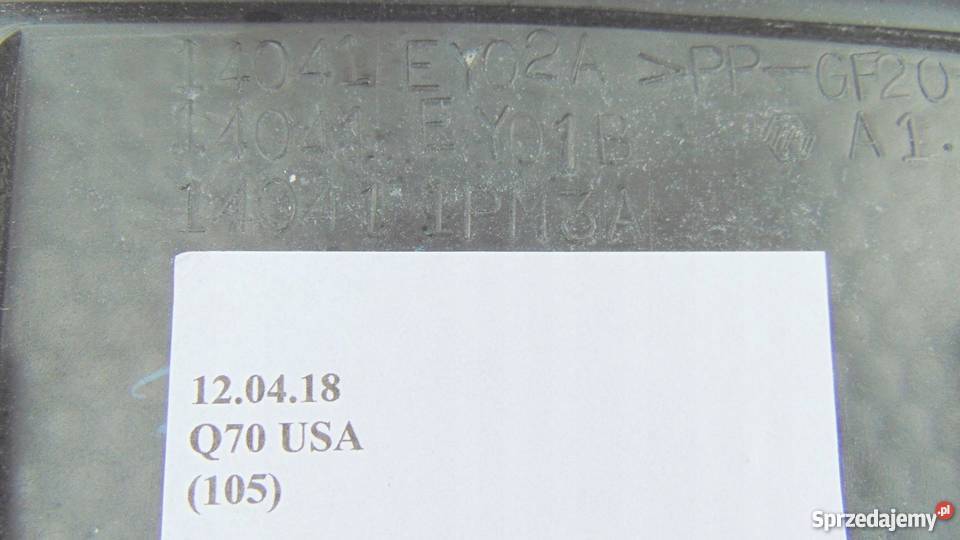 14041 EY02A >PP-GF20
14041 EY01B A1.
14041 1PM3A
12.04.18
Q70 USA
(105)
Sprzedajemy.pl